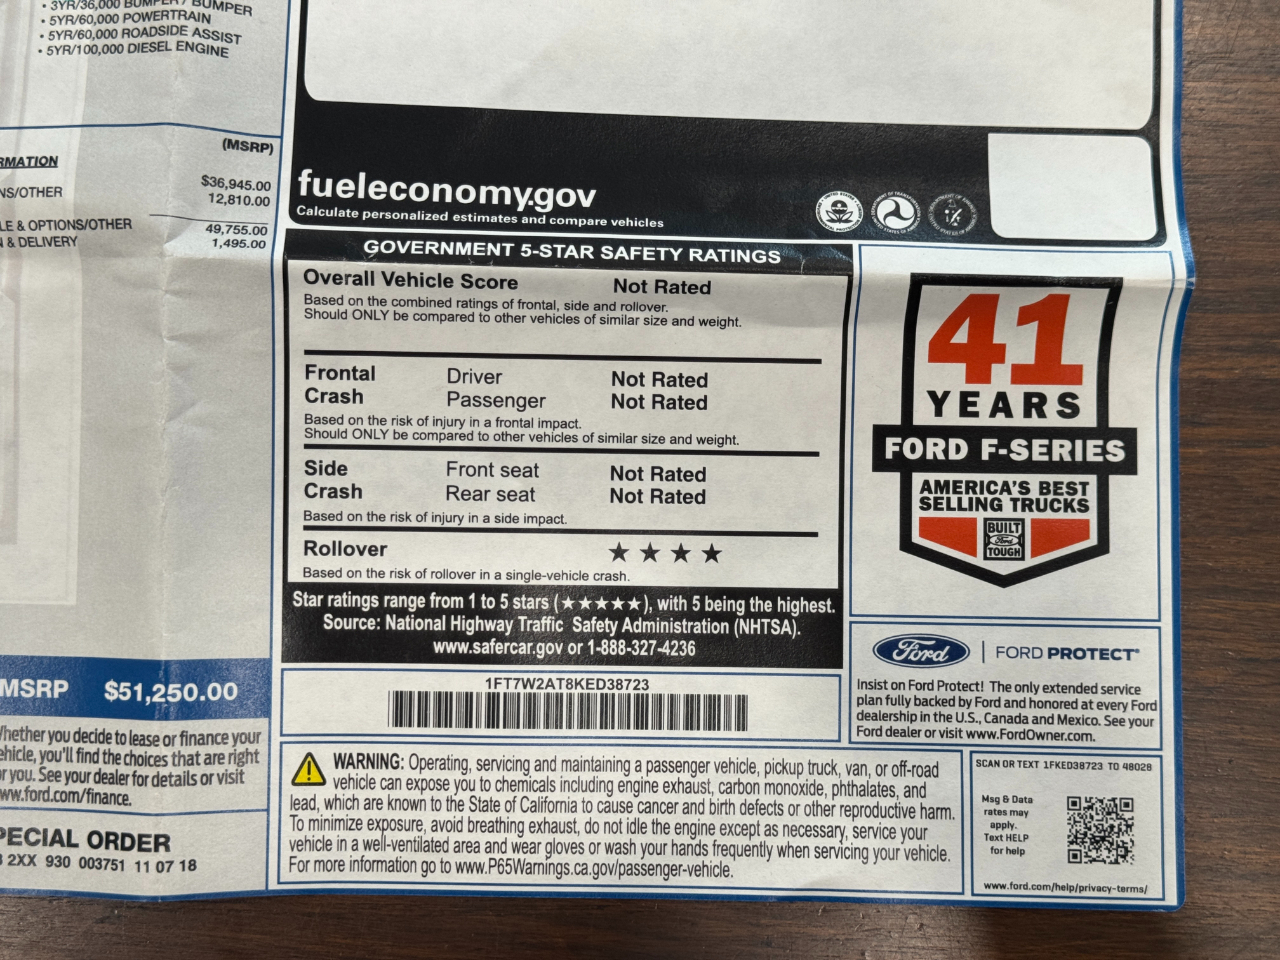 • 3YR/36,000 BUMPER / BUMPER
• 5YR/60,000 POWERTRAIN
• 5YR/60,000 ROADSIDE ASSIST
• 5YR/100,000 DIESEL ENGINE
(MSRP)
RMATION
$36,945.00
NS/OTHER 12,810.00
LE & OPTIONS/OTHER 49,755.00
N & DELIVERY 1,495.00
MSRP $51,250.00
Whether you decide to lease or finance your
ehicle, you'll find the choices that are right
or you. See your dealer for details or visit
ww.ford.com/finance.
PECIAL ORDER
2XX 930 003751 11 07 18
fueleconomy.gov
Calculate personalized estimates and compare vehicles
GOVERNMENT 5-STAR SAFETY RATINGS
Overall Vehicle Score Not Rated
Based on the combined ratings of frontal, side and rollover.
Should ONLY be compared to other vehicles of similar size and weight.
Frontal Driver Not Rated
Crash Passenger Not Rated
Based on the risk of injury in a frontal impact.
Should ONLY be compared to other vehicles of similar size and weight.
Side Front seat Not Rated
Crash Rear seat Not Rated
Based on the risk of injury in a side impact.
Rollover ★ ★ ★ ★
Based on the risk of rollover in a single-vehicle crash.
Star ratings range from 1 to 5 stars (★★★★★), with 5 being the highest.
Source: National Highway Traffic Safety Administration (NHTSA).
www.safercar.gov or 1-888-327-4236
41
YEARS
FORD F-SERIES
AMERICA'S BEST
SELLING TRUCKS
BUILT
Ford
TOUGH
Ford | FORD PROTECT®
Insist on Ford Protect! The only extended service
plan fully backed by Ford and honored at every Ford
dealership in the U.S., Canada and Mexico. See your
Ford dealer or visit www.FordOwner.com.
1FT7W2AT8KED38723
WARNING: Operating, servicing and maintaining a passenger vehicle, pickup truck, van, or off-road
vehicle can expose you to chemicals including engine exhaust, carbon monoxide, phthalates, and
lead, which are known to the State of California to cause cancer and birth defects or other reproductive harm.
To minimize exposure, avoid breathing exhaust, do not idle the engine except as necessary, service your
vehicle in a well-ventilated area and wear gloves or wash your hands frequently when servicing your vehicle.
For more information go to www.P65Warnings.ca.gov/passenger-vehicle.
SCAN OR TEXT 1FKED38723 TO 48028
Msg & Data
rates may
apply.
Text HELP
for help
www.ford.com/help/privacy-terms/